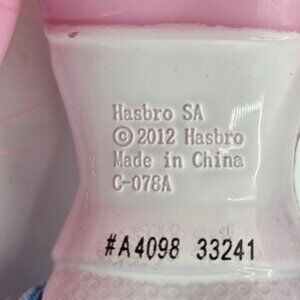 Hasbro SA
© 2012 Hasbro
Made in China
C-078A
#A4098 33241